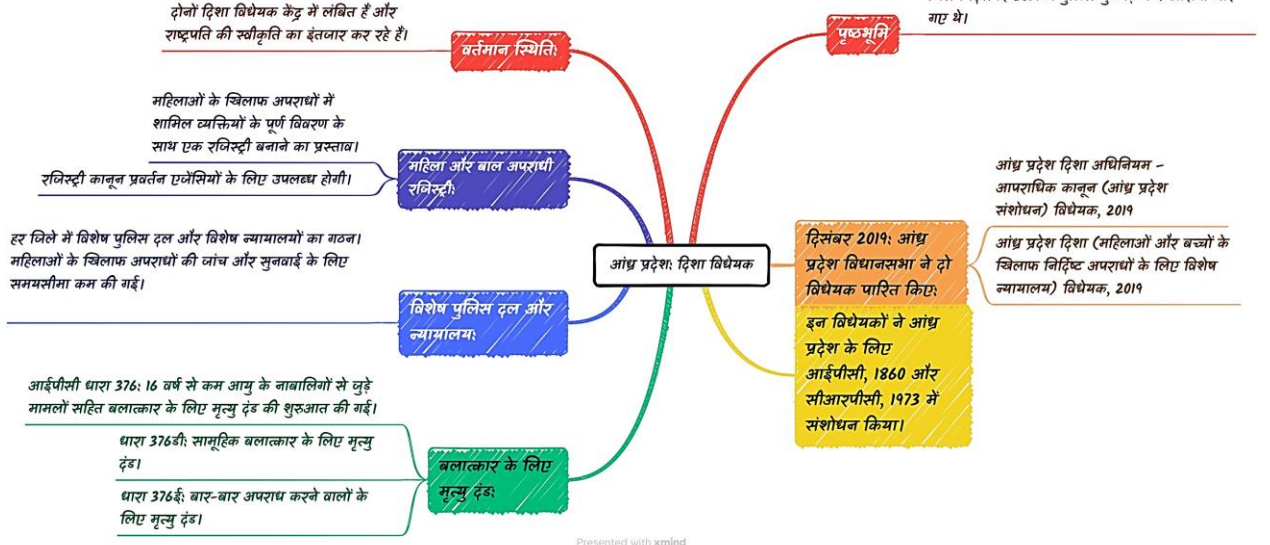 गए थे।
पृष्ठभूमि
दोनों दिशा विधेयक केंद्र में लंबित हैं और
राष्ट्रपति की स्वीकृति का इंतजार कर रहे हैं।
वर्तमान स्थिति:
महिलाओं के खिलाफ अपराधों में
शामिल व्यक्तियों के पूर्ण विवरण के
साथ एक रजिस्ट्री बनाने का प्रस्ताव।
रजिस्ट्री कानून प्रवर्तन एजेंसियों के लिए उपलब्ध होगी।
महिला और बाल अपराधी
रजिस्ट्री:
हर जिले में विशेष पुलिस दल और विशेष न्यायालयों का गठन।
महिलाओं के खिलाफ अपराधों की जांच और सुनवाई के लिए
समयसीमा कम की गई।
विशेष पुलिस दल और
न्यायालय:
आईपीसी धारा 376: 16 वर्ष से कम आयु के नाबालिगों से जुड़े
मामलों सहित बलात्कार के लिए मृत्यु दंड की शुरुआत की गई।
धारा 376डी: सामूहिक बलात्कार के लिए मृत्यु
दंड।
धारा 376ई: बार-बार अपराध करने वालों के
लिए मृत्यु दंड।
बलात्कार के लिए
मृत्यु दंड:
आंध्र प्रदेश: दिशा विधेयक
दिसंबर 2019: आंध्र
प्रदेश विधानसभा ने दो
विधेयक पारित किए:
आंध्र प्रदेश दिशा अधिनियम –
आपराधिक कानून (आंध्र प्रदेश
संशोधन) विधेयक, 2019
आंध्र प्रदेश दिशा (महिलाओं और बच्चों के
खिलाफ निर्दिष्ट अपराधों के लिए विशेष
न्यायालय) विधेयक, 2019
इन विधेयकों ने आंध्र
प्रदेश के लिए
आईपीसी, 1860 और
सीआरपीसी, 1973 में
संशोधन किया।
Presented with xmind